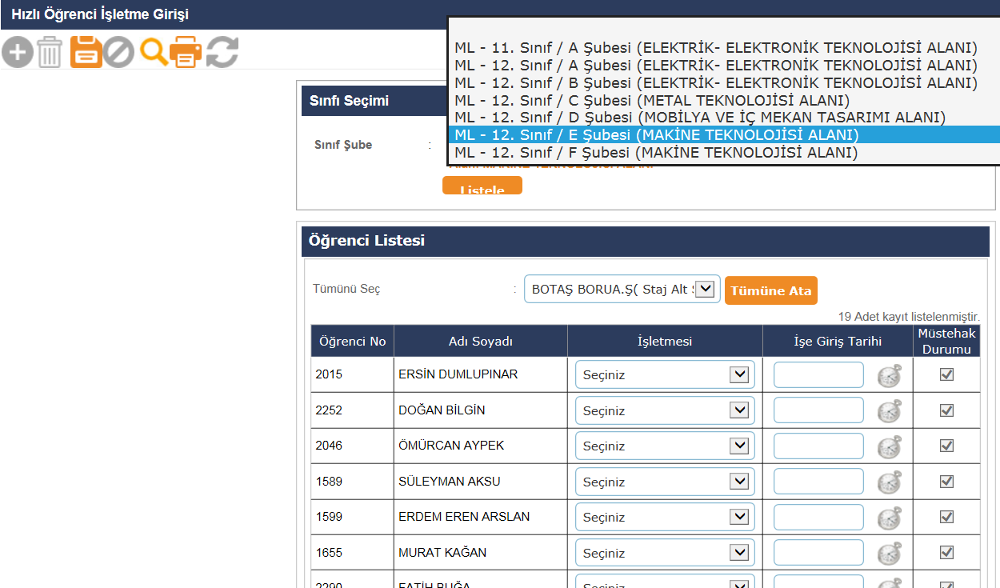 Hızlı Öğrenci İşletme Girişi
ML - 11. Sınıf / A Şubesi (ELEKTRİK- ELEKTRONİK TEKNOLOJİSİ ALANI)
ML - 12. Sınıf / A Şubesi (ELEKTRİK- ELEKTRONİK TEKNOLOJİSİ ALANI)
ML - 12. Sınıf / B Şubesi (ELEKTRİK- ELEKTRONİK TEKNOLOJİSİ ALANI)
ML - 12. Sınıf / C Şubesi (METAL TEKNOLOJİSİ ALANI)
ML - 12. Sınıf / D Şubesi (MOBİLYA VE İÇ MEKAN TASARIMI ALANI)
ML - 12. Sınıf / E Şubesi (MAKİNE TEKNOLOJİSİ ALANI)
ML - 12. Sınıf / F Şubesi (MAKİNE TEKNOLOJİSİ ALANI)
Sınfı Seçimi
Sınıf Şube :
Listele
Öğrenci Listesi
Tümünü Seç : BOTAŞ BORUA.Ş( Staj Alt Tümüne Ata
19 Adet kayıt listelenmiştir.
Öğrenci No Adı Soyadı İşletmesi İşe Giriş Tarihi Müstehak Durumu
2015 ERSİN DUMLUPINAR Seçiniz
2252 DOĞAN BİLGİN Seçiniz
2046 ÖMÜRCAN AYPEK Seçiniz
1589 SÜLEYMAN AKSU Seçiniz
1599 ERDEM EREN ARSLAN Seçiniz
1655 MURAT KAĞAN Seçiniz
2290 FATİH BUĞA Seçiniz